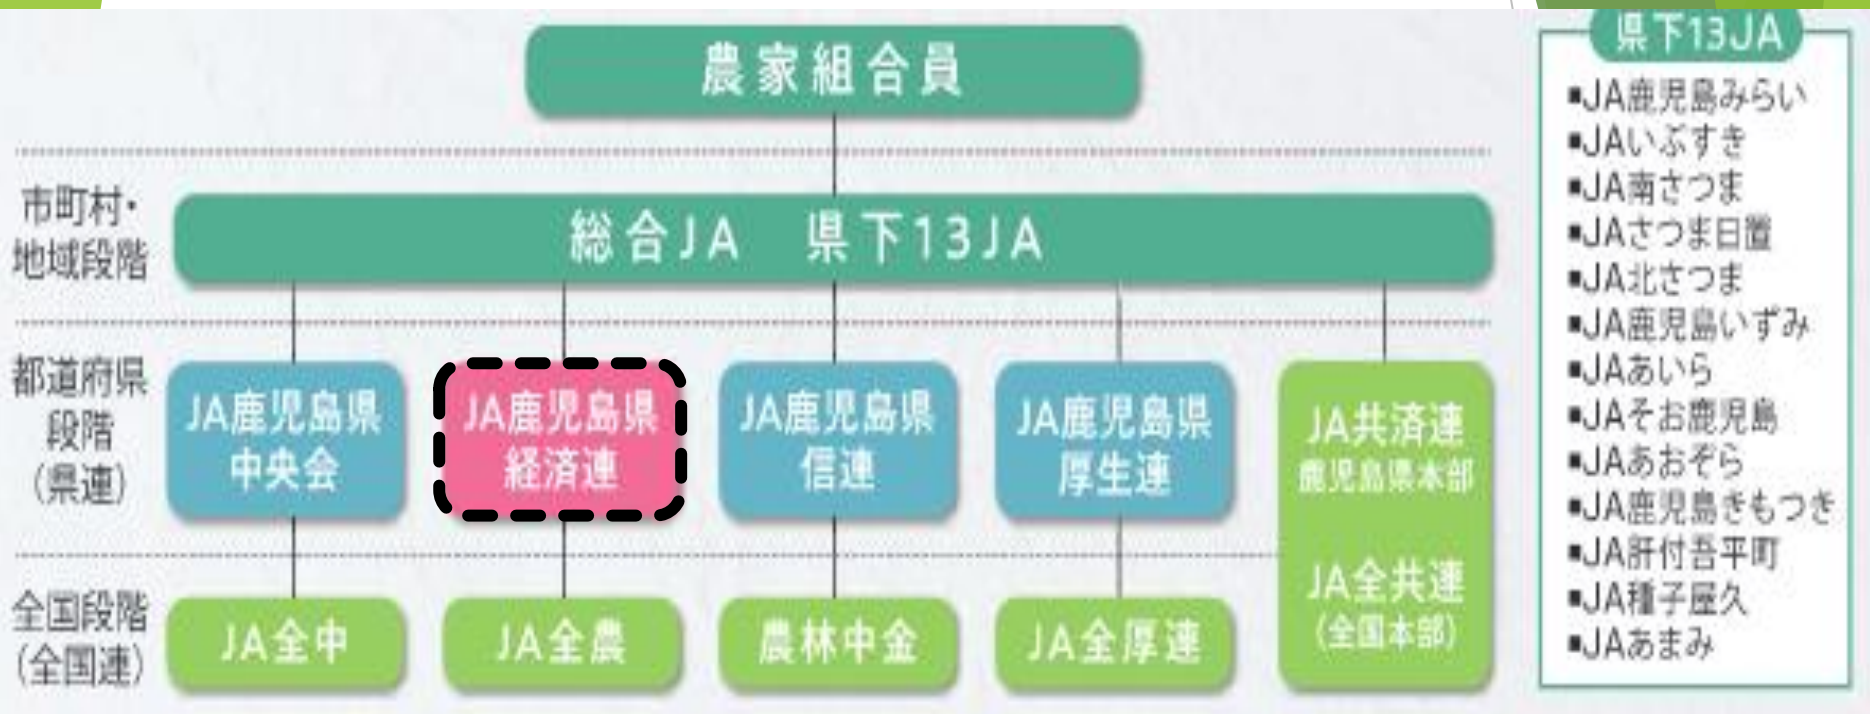 農家組合員
市町村・
地域段階
総合JA 県下13JA
都道府県
段階
(県連)
JA鹿児島県
中央会
JA鹿児島県
経済連
JA鹿児島県
信連
JA鹿児島県
厚生連
JA共済連
鹿児島県本部
全国段階
(全国連)
JA全中
JA全農
農林中金
JA全厚連
JA全共連
(全国本部)
県下13JA
■JA鹿児島みらい
■JAいぶすき
■JA南さつま
■JAさつま日置
■JA北さつま
■JA鹿児島いずみ
■JAあいら
■JAそお鹿児島
■JAあおぞら
■JA鹿児島きもつき
■JA肝付吾平町
■JA種子屋久
■JAあまみ